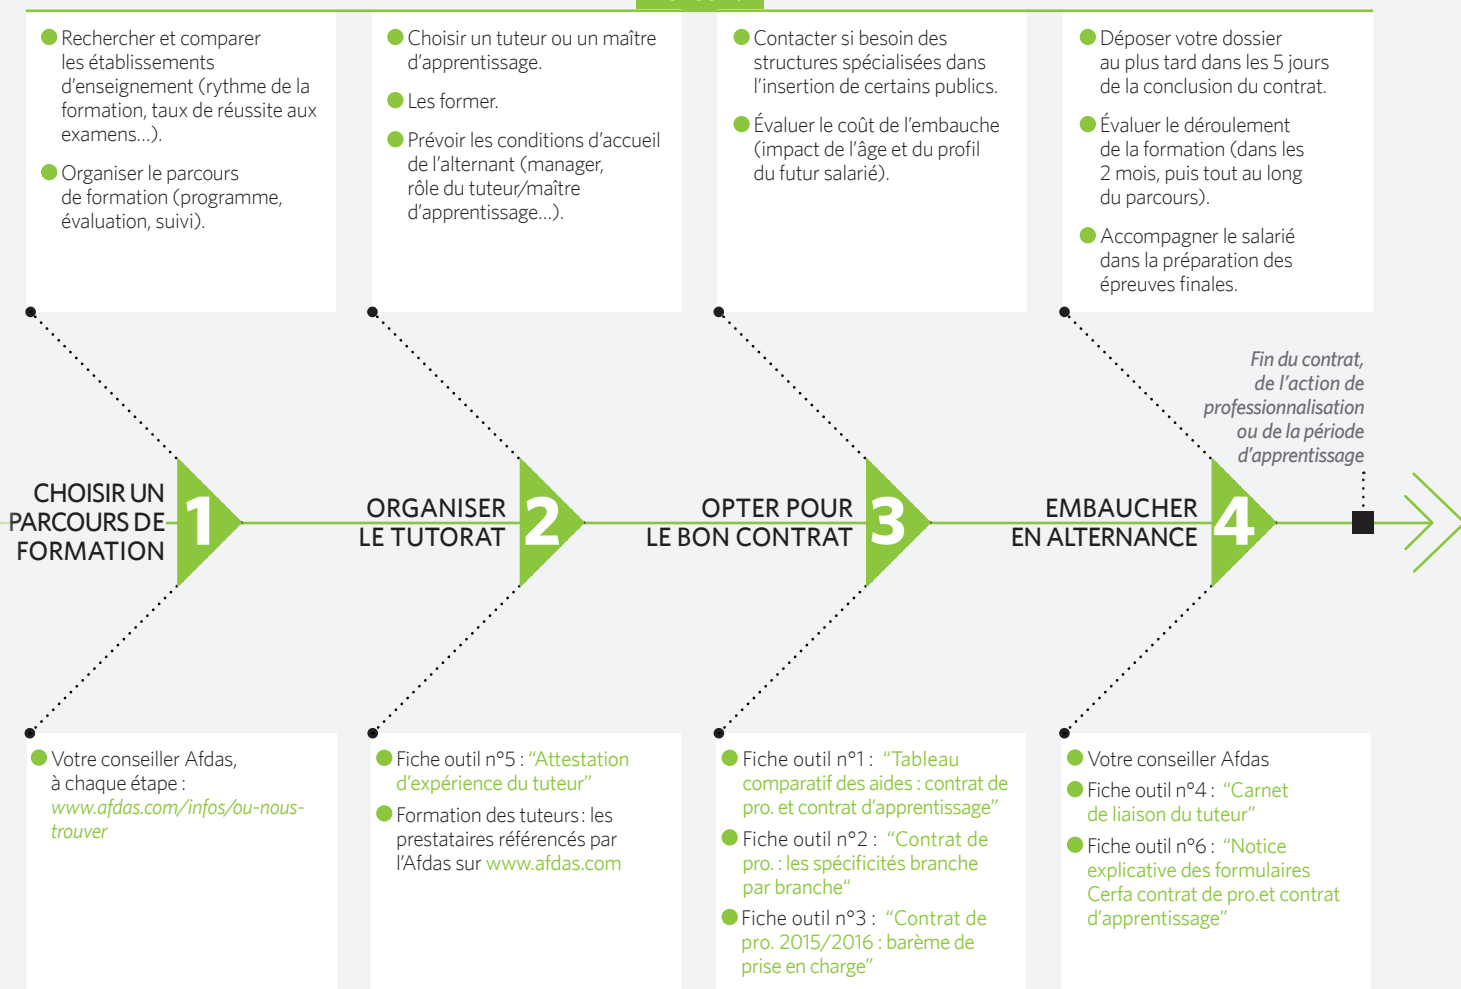 ● Rechercher et comparer
les établissements
d’enseignement (rythme de la
formation, taux de réussite aux
examens…).
● Organiser le parcours
de formation (programme,
évaluation, suivi).
● Choisir un tuteur ou un maître
d’apprentissage.
● Les former.
● Prévoir les conditions d’accueil
de l’alternant (manager,
rôle du tuteur/maître
d’apprentissage…).
● Contacter si besoin des
structures spécialisées dans
l’insertion de certains publics.
● Évaluer le coût de l’embauche
(impact de l’âge et du profil
du futur salarié).
● Déposer votre dossier
au plus tard dans les 5 jours
de la conclusion du contrat.
● Évaluer le déroulement
de la formation (dans les
2 mois, puis tout au long
du parcours).
● Accompagner le salarié
dans la préparation des
épreuves finales.
Fin du contrat,
de l’action de
professionnalisation
ou de la période
d’apprentissage
CHOISIR UN
PARCOURS DE
FORMATION
1
ORGANISER
LE TUTORAT
2
OPTER POUR
LE BON CONTRAT
3
EMBAUCHER
EN ALTERNANCE
4
● Votre conseiller Afdas,
à chaque étape :
www.afdas.com/infos/ou-nous-
trouver
● Fiche outil n°5 : “Attestation
d’expérience du tuteur”
● Formation des tuteurs : les
prestataires référencés par
l’Afdas sur www.afdas.com
● Fiche outil n°1 : “Tableau
comparatif des aides : contrat de
pro. et contrat d’apprentissage”
● Fiche outil n°2 : “Contrat de
pro. : les spécificités branche
par branche“
● Fiche outil n°3 : “Contrat de
pro. 2015/2016 : barème de
prise en charge”
● Votre conseiller Afdas
● Fiche outil n°4 : “Carnet
de liaison du tuteur”
● Fiche outil n°6 : “Notice
explicative des formulaires
Cerfa contrat de pro.et contrat
d’apprentissage”